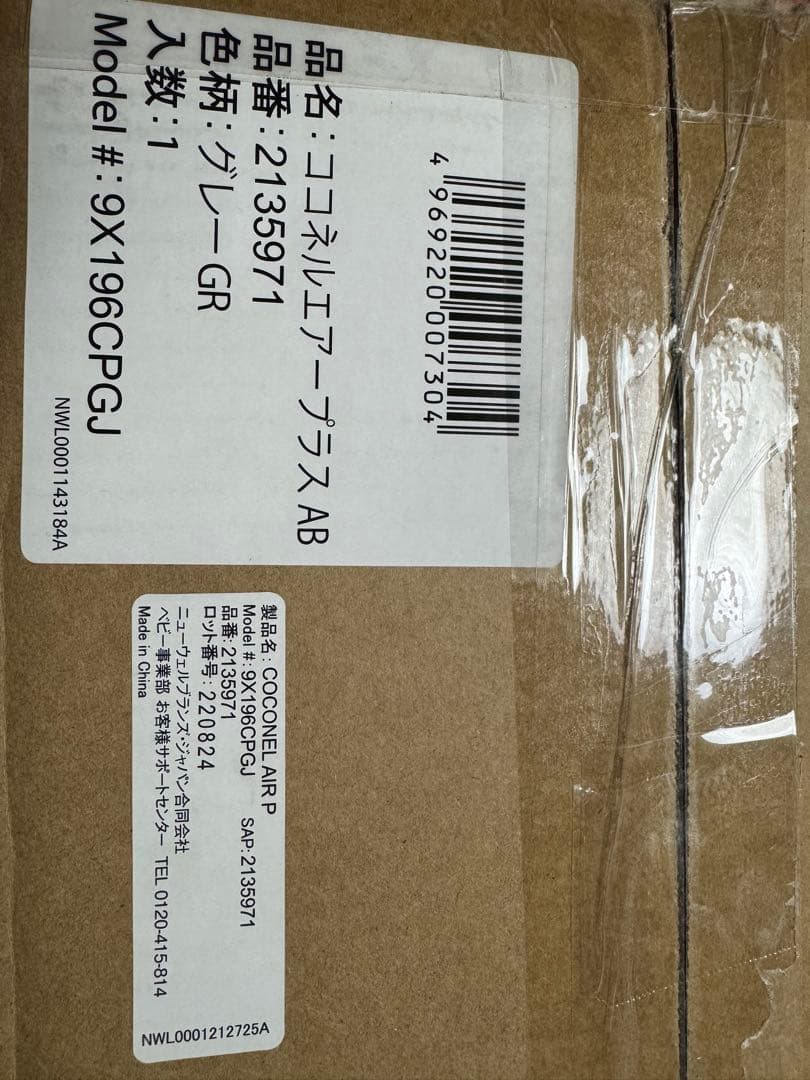 品名:ココネルエアープラス AB
品番:2135971
色柄:グレーGR
入数:1
Model #: 9X196CPGJ
4 969220 007304
NWL0001143184A
製品名: COCONEL AIR P
Model #:9X196CPGJ SAP:2135971
品番:2135971
ロット番号:220824
ニューウェルブランズ・ジャパン合同会社
ベビー事業部 お客様サポートセンター TEL 0120-415-814
Made in China
NWL0001212725A